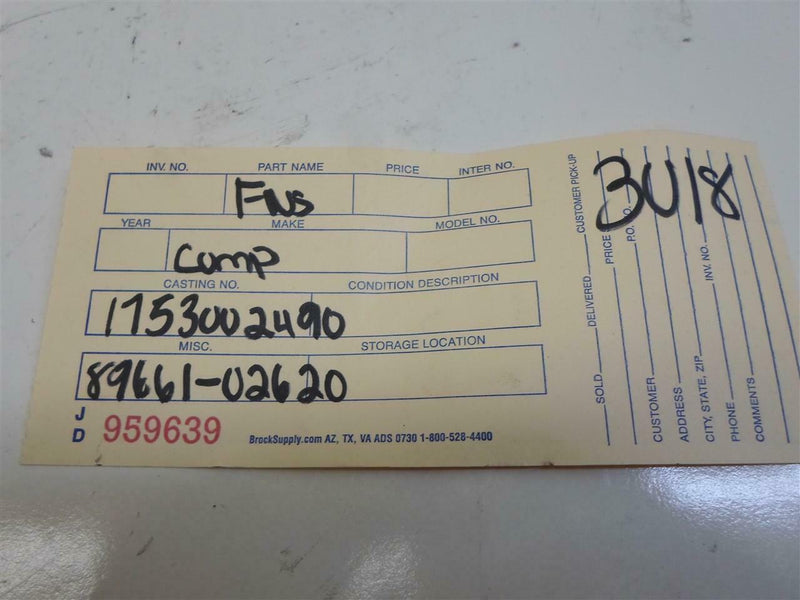 INV. NO. PART NAME PRICE INTER NO.
Fns
YEAR MAKE MODEL NO.
Comp
CASTING NO. CONDITION DESCRIPTION
1753002490
MISC. STORAGE LOCATION
89661-02620
J
D
959639
BrockSupply.com AZ, TX, VA ADS 0730 1-800-528-4400
3U18
SOLD DELIVERED CUSTOMER PICK-UP
PRICE
P.O. NO.
CUSTOMER
ADDRESS
CITY, STATE, ZIP INV. NO.
PHONE
COMMENTS